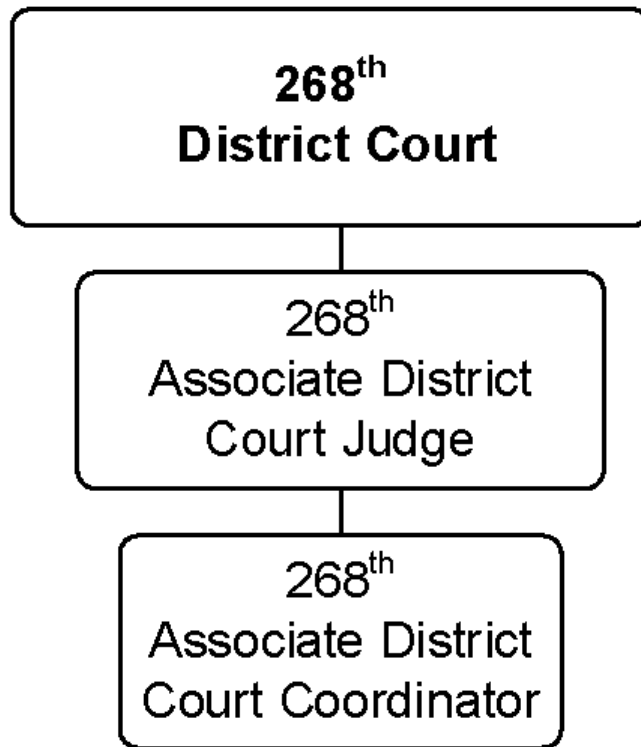 268th
District Court
268th
Associate District
Court Judge
268th
Associate District
Court Coordinator